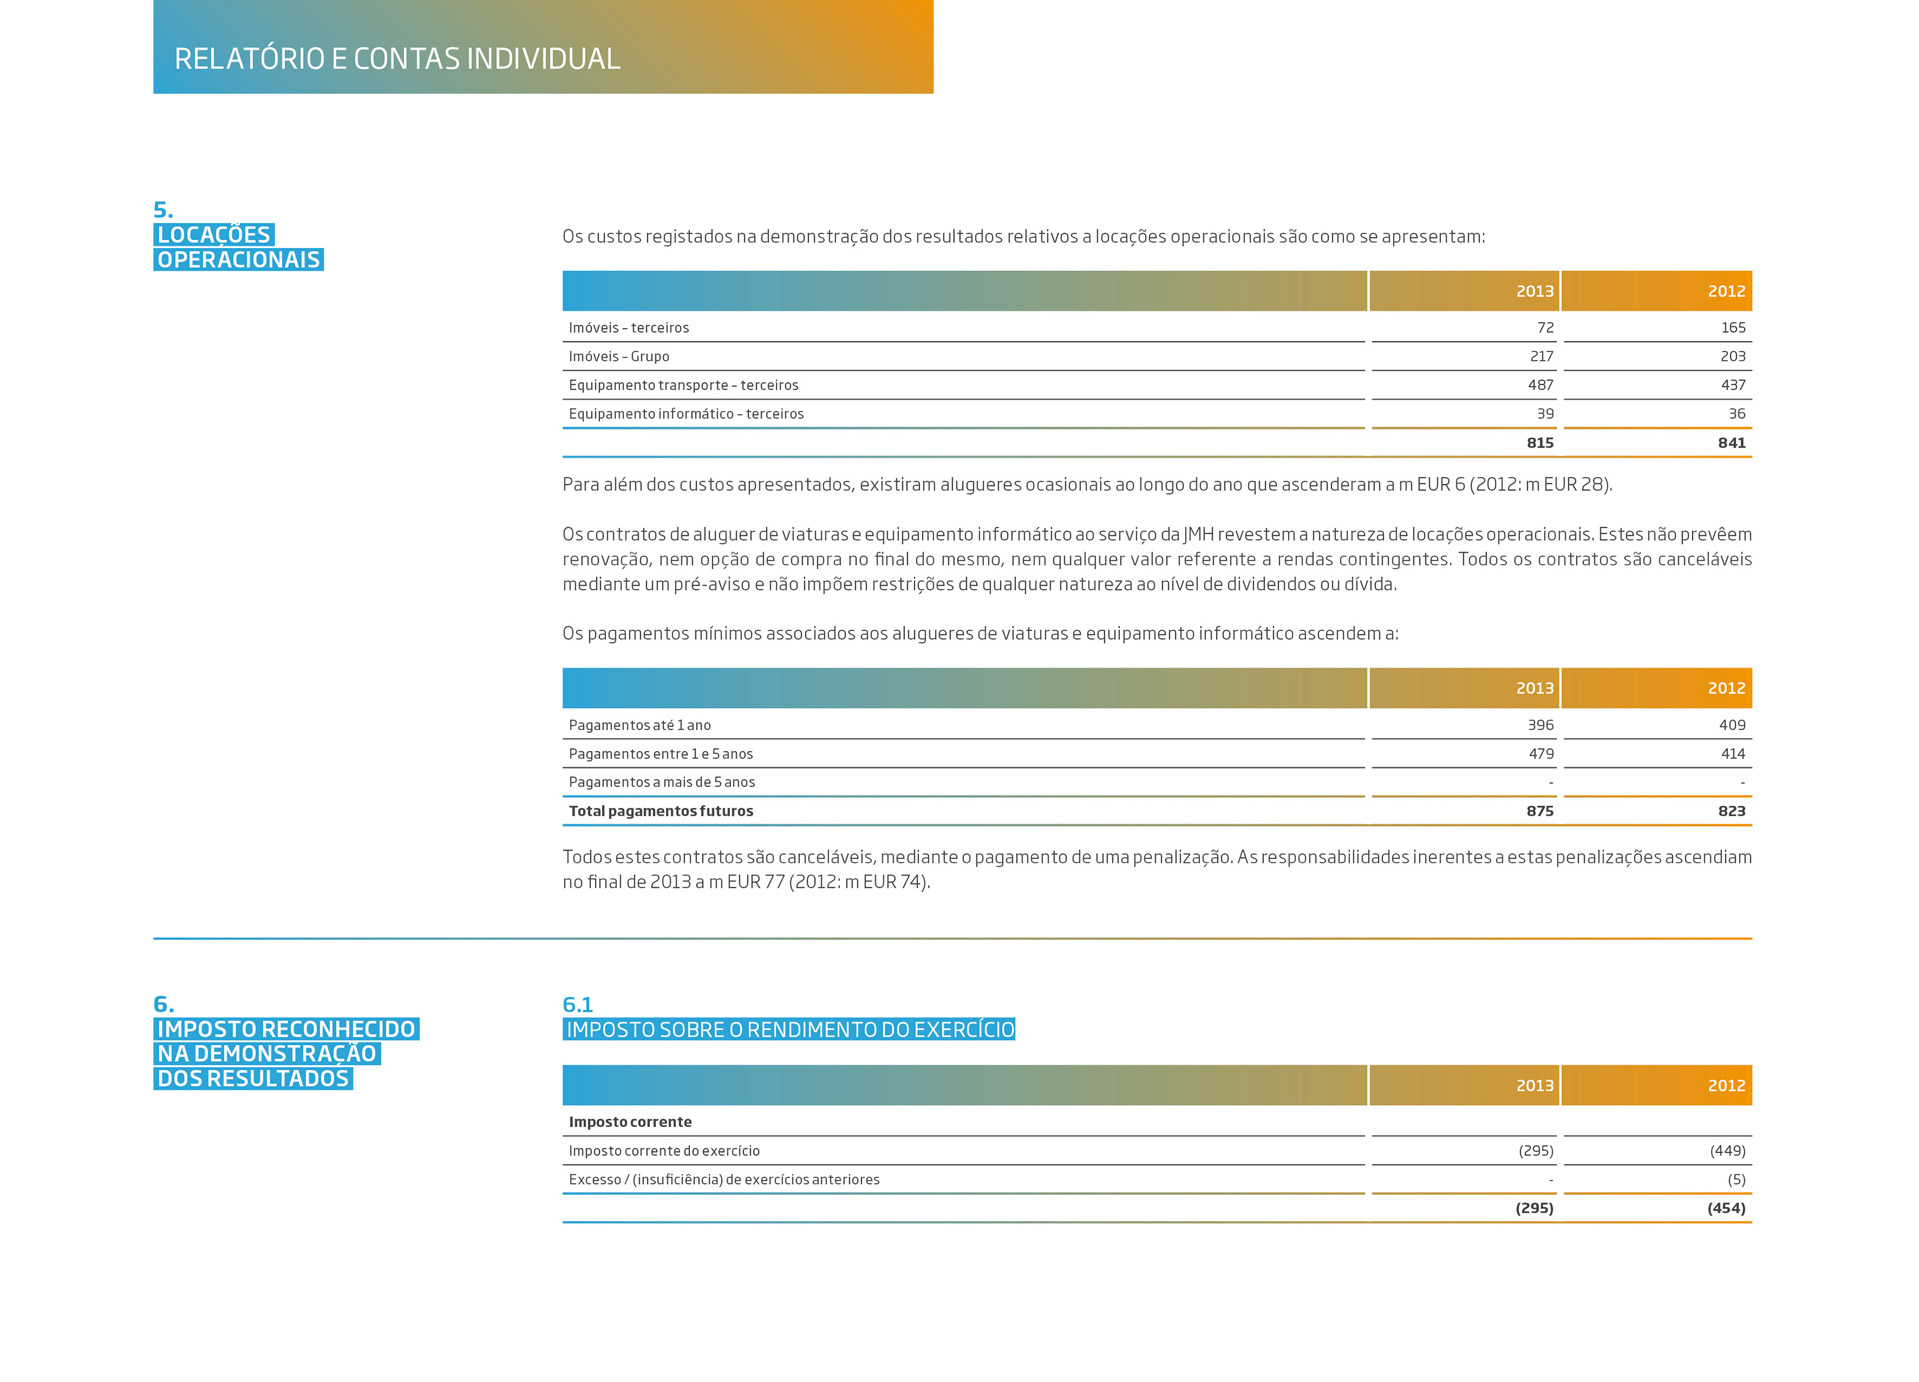 RELATÓRIO E CONTAS INDIVIDUAL
5.
LOCAÇÕES
OPERACIONAIS
Os custos registados na demonstração dos resultados relativos a locações operacionais são como se apresentam:
2013 2012
Imóveis – terceiros 72 165
Imóveis – Grupo 217 203
Equipamento transporte – terceiros 487 437
Equipamento informático – terceiros 39 36
815 841
Para além dos custos apresentados, existiram alugueres ocasionais ao longo do ano que ascenderam a m EUR 6 (2012: m EUR 28).
Os contratos de aluguer de viaturas e equipamento informático ao serviço da JMH revestem a natureza de locações operacionais. Estes não prevêem
renovação, nem opção de compra no final do mesmo, nem qualquer valor referente a rendas contingentes. Todos os contratos são canceláveis
mediante um pré-aviso e não impõem restrições de qualquer natureza ao nível de dividendos ou dívida.
Os pagamentos mínimos associados aos alugueres de viaturas e equipamento informático ascendem a:
2013 2012
Pagamentos até 1 ano 396 409
Pagamentos entre 1 e 5 anos 479 414
Pagamentos a mais de 5 anos - -
Total pagamentos futuros 875 823
Todos estes contratos são canceláveis, mediante o pagamento de uma penalização. As responsabilidades inerentes a estas penalizações ascendiam
no final de 2013 a m EUR 77 (2012: m EUR 74).
6.
IMPOSTO RECONHECIDO
NA DEMONSTRAÇÃO
DOS RESULTADOS
6.1
IMPOSTO SOBRE O RENDIMENTO DO EXERCÍCIO
2013 2012
Imposto corrente
Imposto corrente do exercício (295) (449)
Excesso / (insuficiência) de exercícios anteriores - (5)
(295) (454)